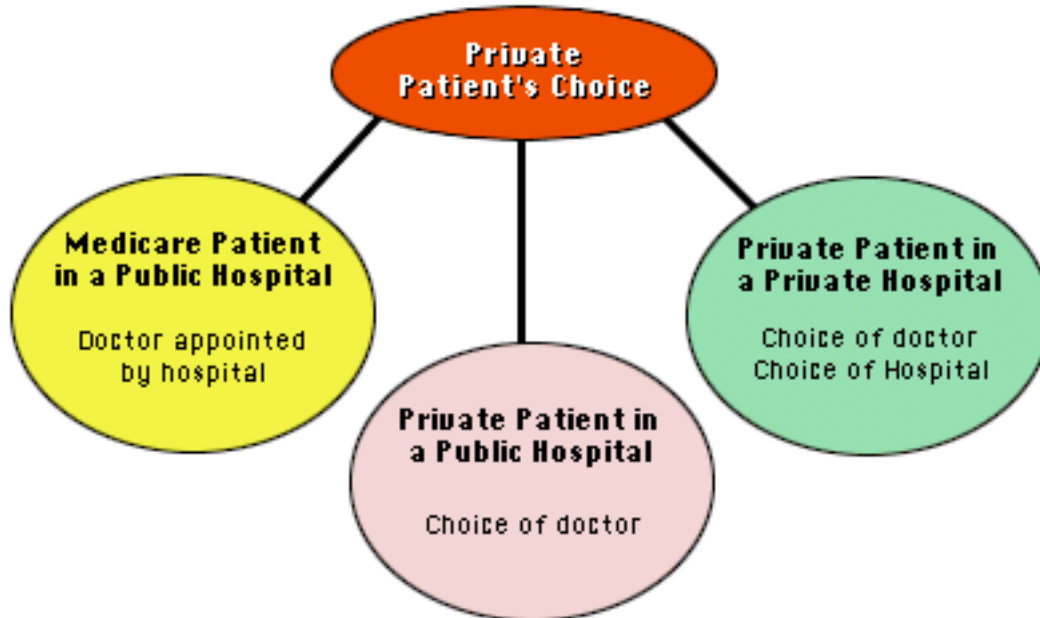 Private
Patient's Choice
Medicare Patient
in a Public Hospital
Doctor appointed
by hospital
Private Patient in
a Public Hospital
Choice of doctor
Private Patient in
a Private Hospital
Choice of doctor
Choice of Hospital